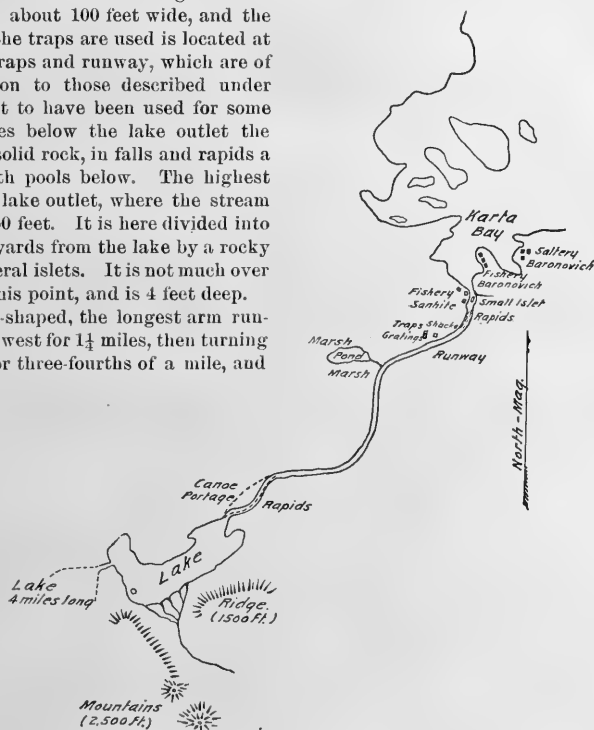 about 100 feet wide, and the
he traps are used is located at
raps and runway, which are of
on to those described under
t to have been used for some
es below the lake outlet the
solid rock, in falls and rapids a
th pools below. The highest
lake outlet, where the stream
0 feet. It is here divided into
yards from the lake by a rocky
eral islets. It is not much over
his point, and is 4 feet deep.
-shaped, the longest arm run-
west for 1¼ miles, then turning
or three-fourths of a mile, and
Karta
Bay
Saltery
Baronovich
Fishery
Baronovich
Fishery
Sanhite
Small Islet
Rapids
Traps Shacks
Gratings
Runway
Marsh
Pond
Marsh
North-Mag.
Canoe
Portage
Rapids
Lake
Lake
4 miles long
Ridge.
(1500 Ft.)
Mountains
(2,500 Ft.)